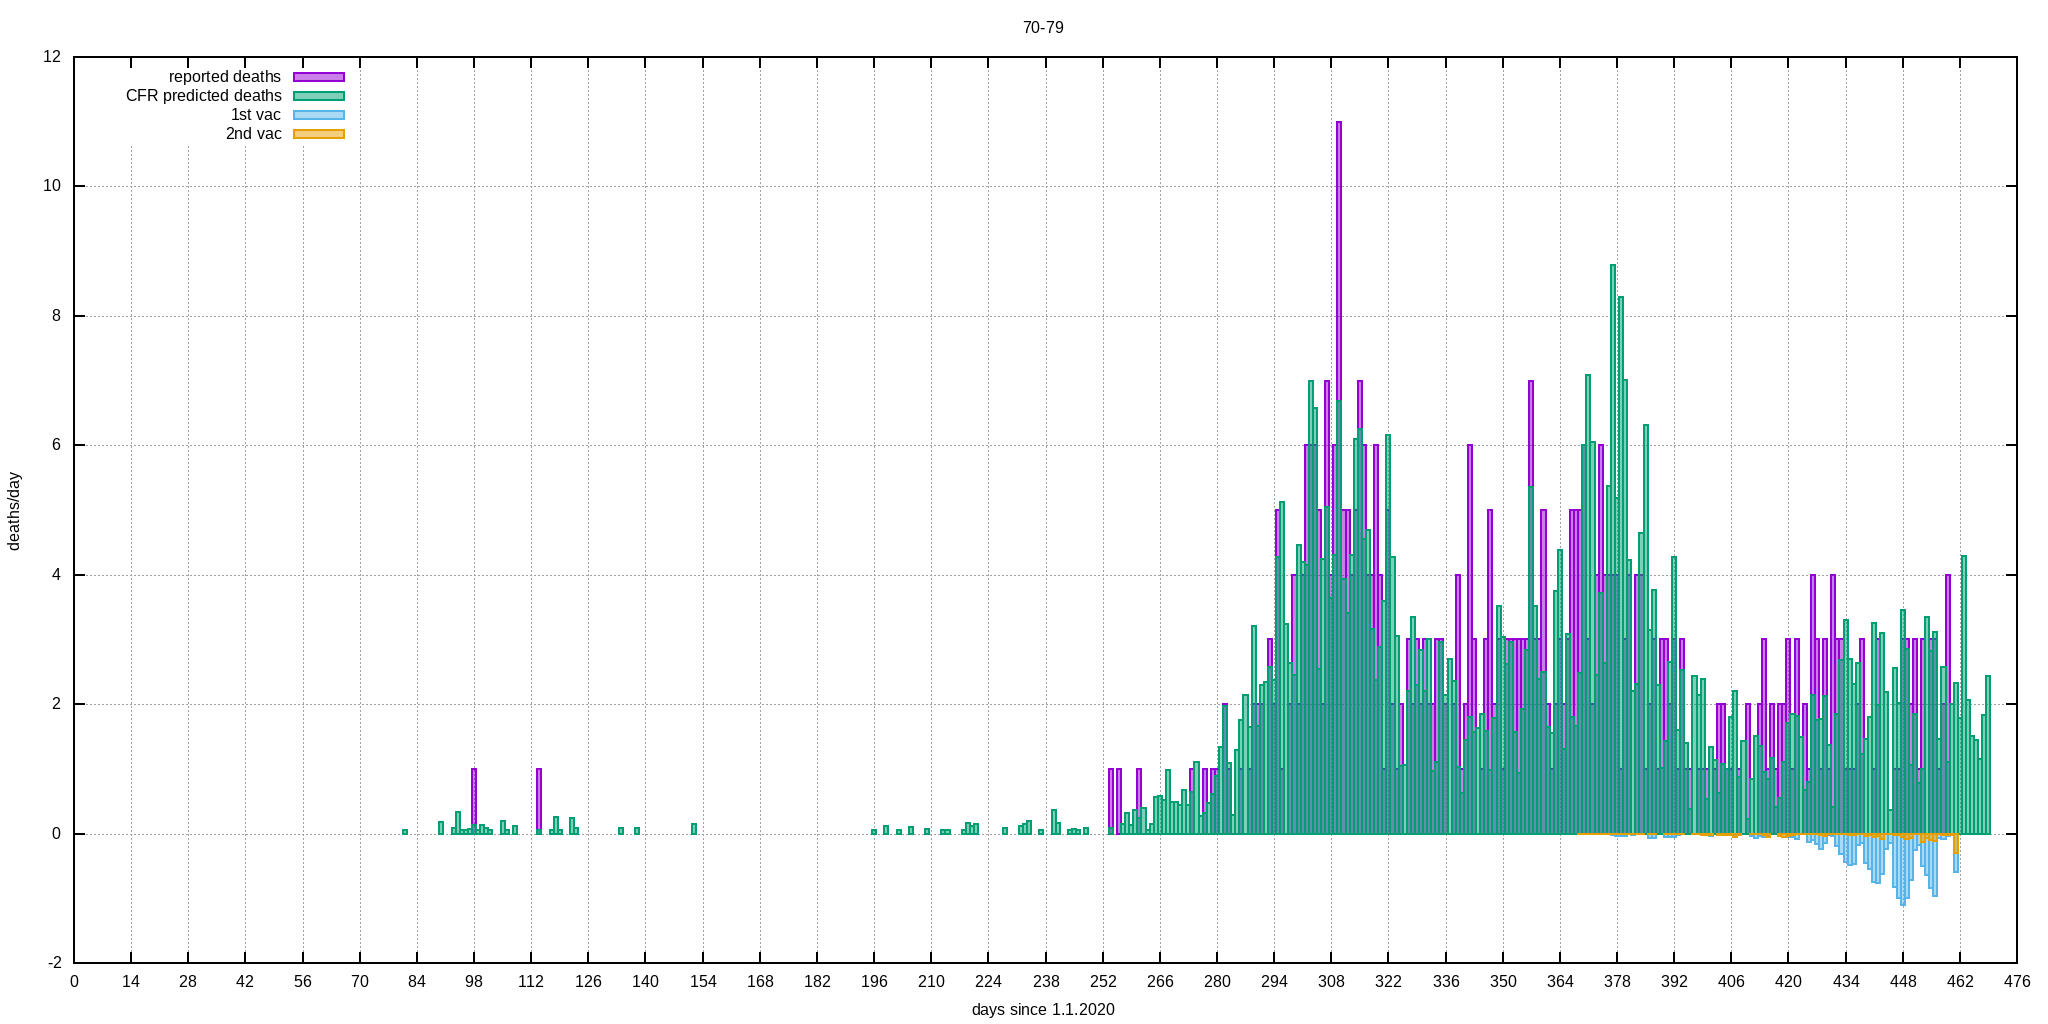 70-79
reported deaths
CFR predicted deaths
1st vac
2nd vac
deaths/day
12
10
8
6
4
2
0
-2
0 14 28 42 56 70 84 98 112 126 140 154 168 182 196 210 224 238 252 266 280 294 308 322 336 350 364 378 392 406 420 434 448 462 476
days since 1.1.2020